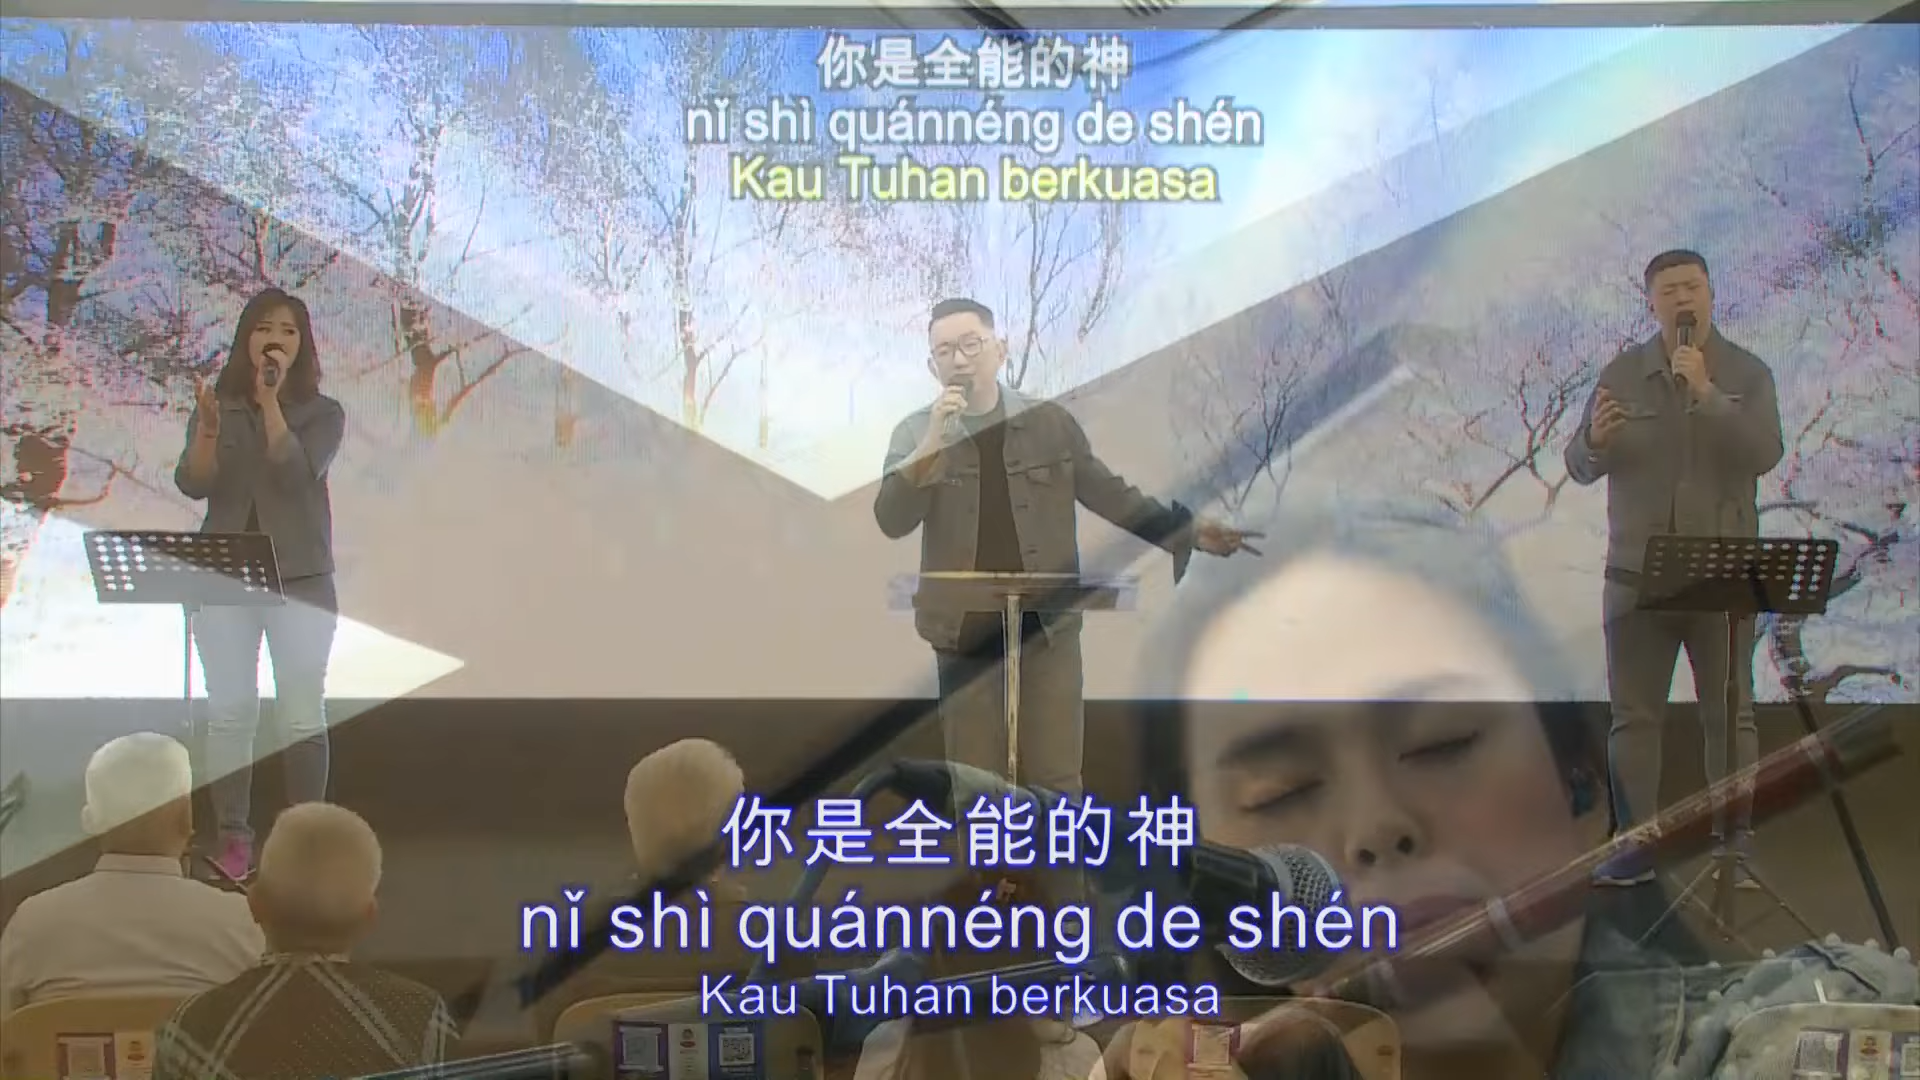 你是全能的神
nǐ shì quánnéng de shén
Kau Tuhan berkuasa
你是全能的神
nǐ shì quánnéng de shén
Kau Tuhan berkuasa